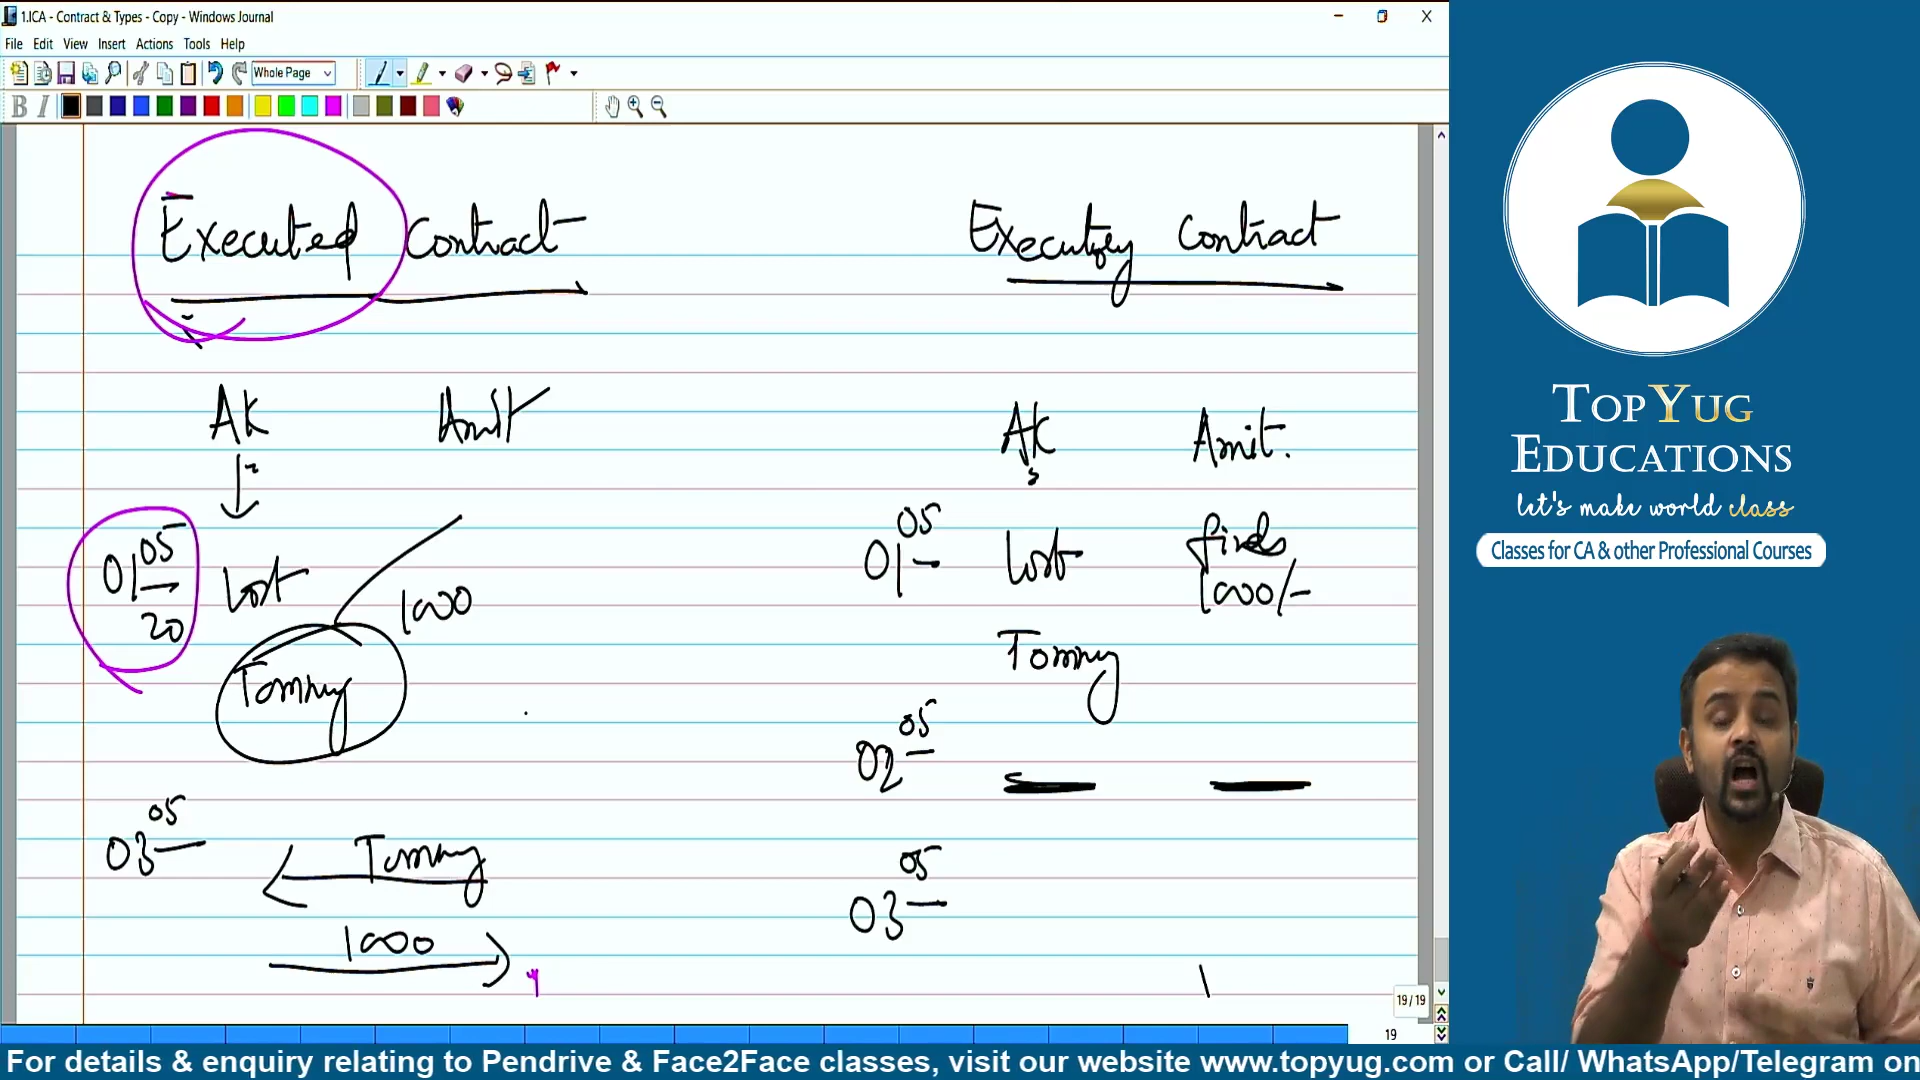 1.ICA - Contract & Types - Copy - Windows Journal
File Edit View Insert Actions Tools Help
Whole Page
B I
Executed Contract
Executory Contract
AK Amit
AK Amit.
01 05 20 Lost 1000
Tommy
01 05 Lost finds
1000/-
Tommy
02 05
03 05 Tommy
1000
03 05
19 / 19
19
TOPYUG
EDUCATIONS
let's make world class
Classes for CA & other Professional Courses
For details & enquiry relating to Pendrive & Face2Face classes, visit our website www.topyug.com or Call/ WhatsApp/Telegram on